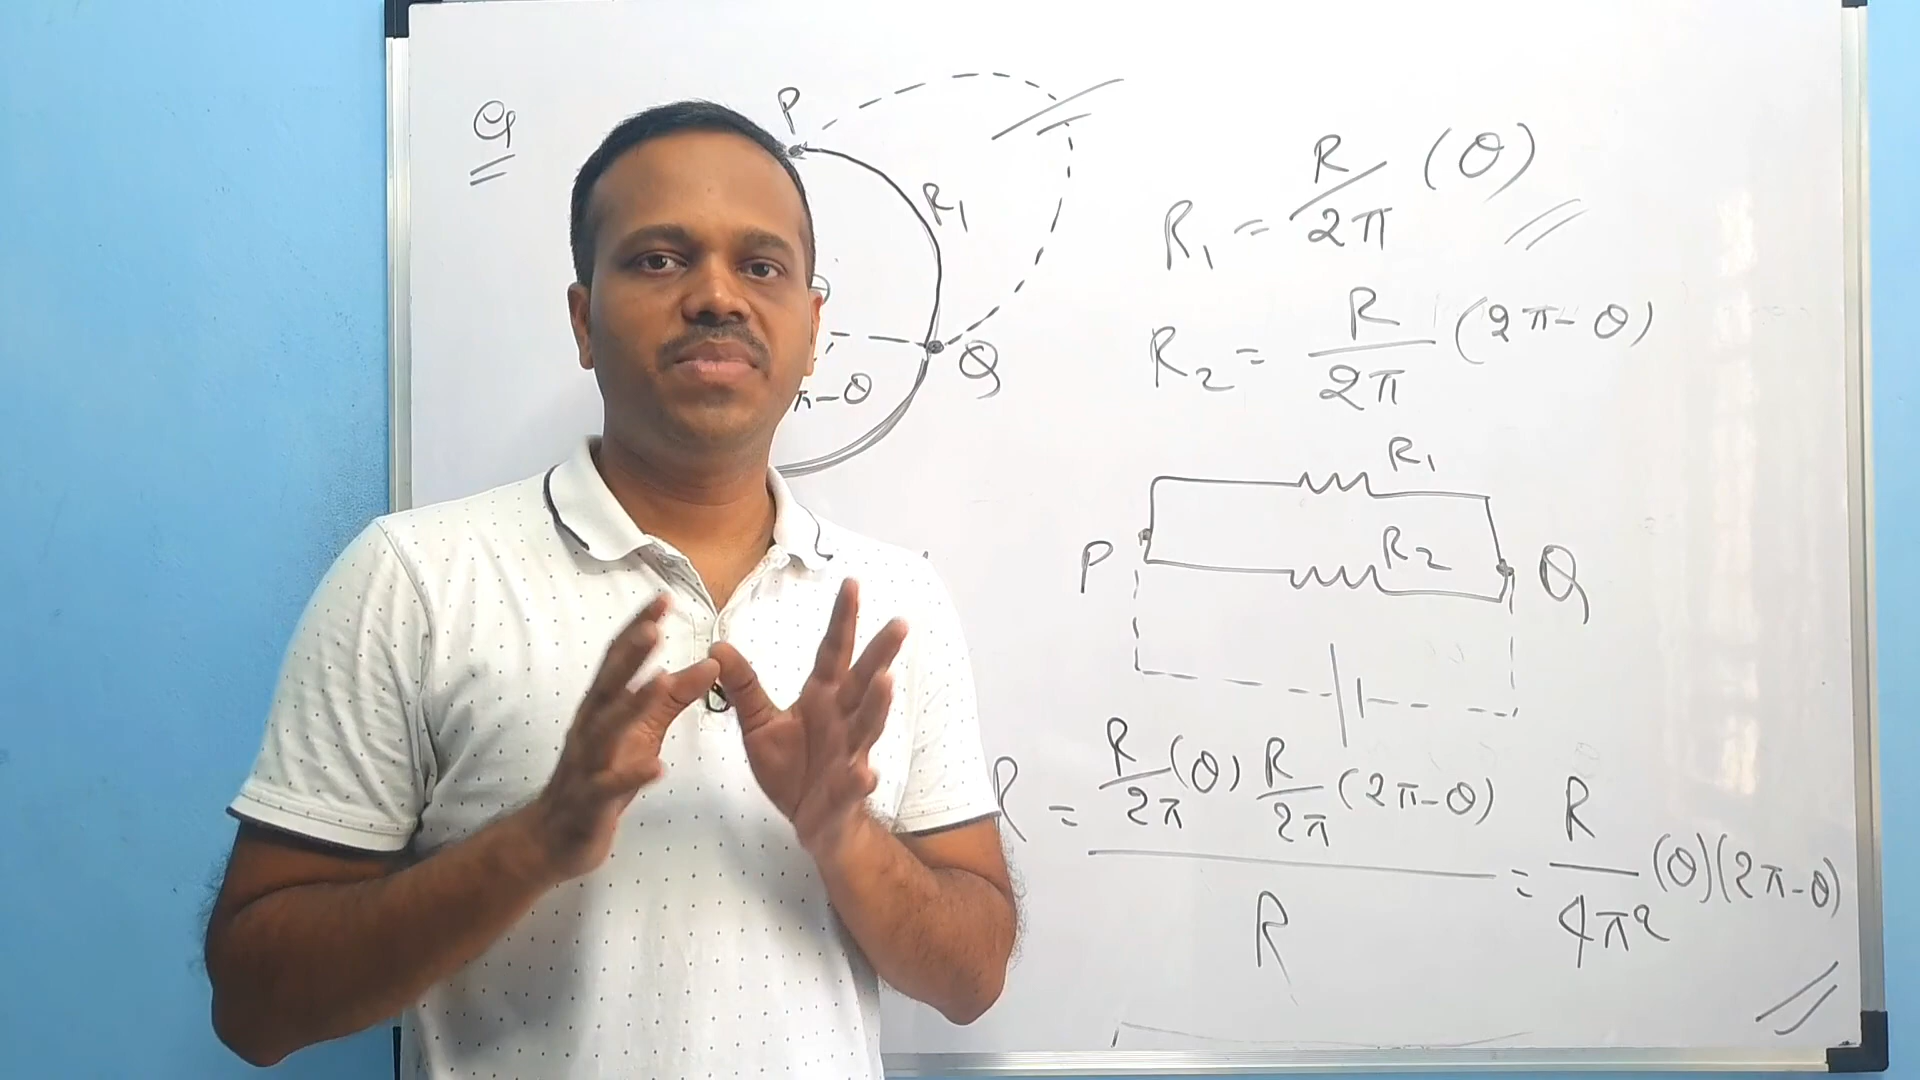 Q
P
R₁
θ
π-θ
Q
R₁ = R/2π (θ)
R₂ = R/2π (2π-θ)
R₁
P
R₂
Q
R = R/2π (θ) R/2π (2π-θ) / R = R/4π² (θ)(2π-θ)